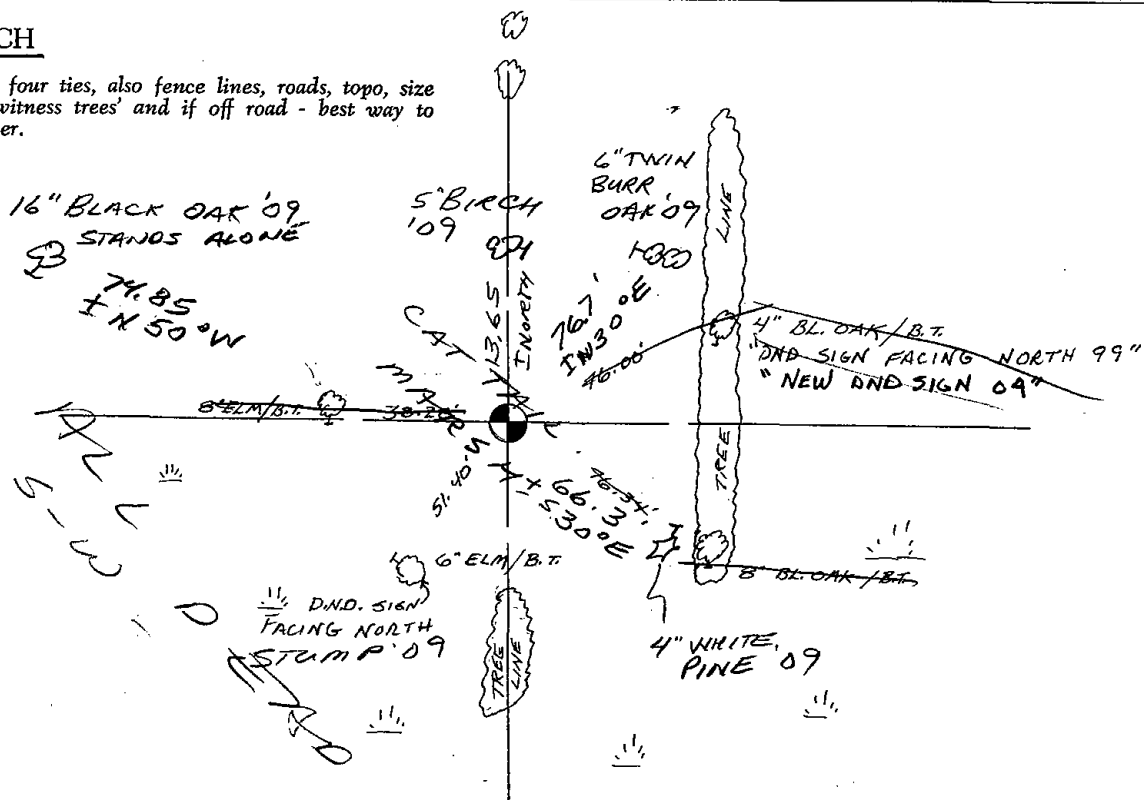 CH
four ties, also fence lines, roads, topo, size
witness trees' and if off road - best way to
er.
16" BLACK OAK '09
STANDS ALONE
74.85
N 50° W
5" BIRCH
'09
13.65
NORTH
6" TWIN
BURR
OAK '09
76.7'
N 30° E
46.00'
LINE
TREE
4" BL. OAK/B.T.
"DND SIGN FACING NORTH 99"
"NEW DND SIGN 04"
8" ELM/B.T.
38.20'
51.40
46.34'
66.3
S 30° E
6" ELM/B.T.
D.N.D. SIGN
FACING NORTH
STUMP '09
TREE
LINE
8" BL. OAK/B.T.
4" WHITE
PINE '09
CAT
MARSH